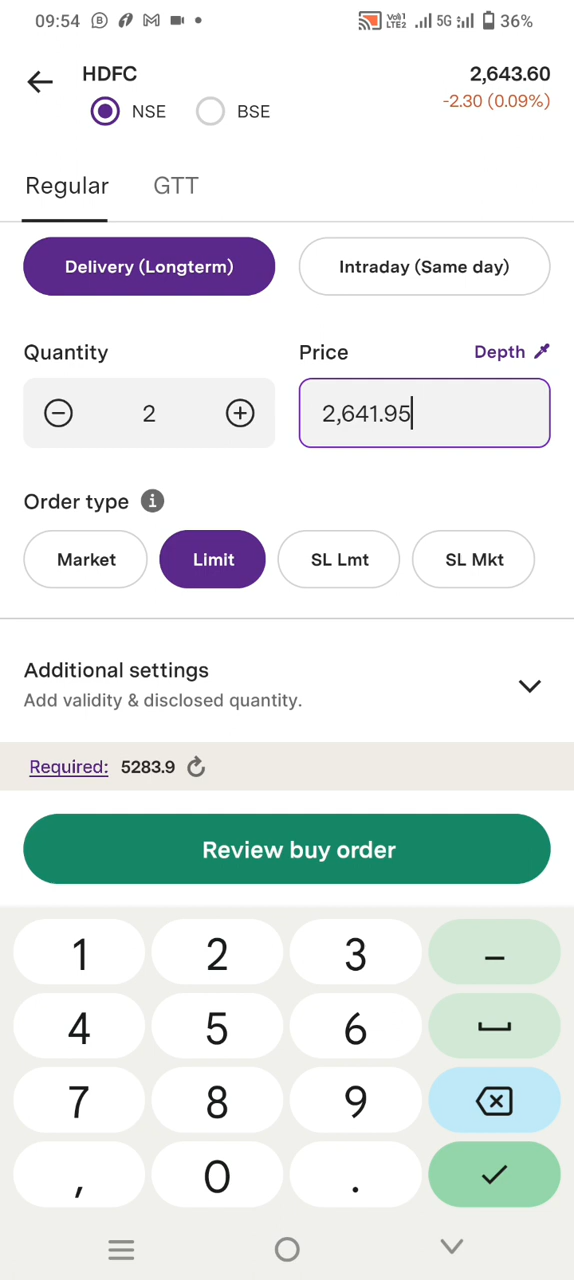 09:54 5G 36%
HDFC 2,643.60
NSE BSE -2.30 (0.09%)
Regular GTT
Delivery (Longterm) Intraday (Same day)
Quantity Price Depth
2 2,641.95
Order type
Market Limit SL Lmt SL Mkt
Additional settings
Add validity & disclosed quantity.
Required: 5283.9
Review buy order
1 2 3 –
4 5 6
7 8 9
, 0 .